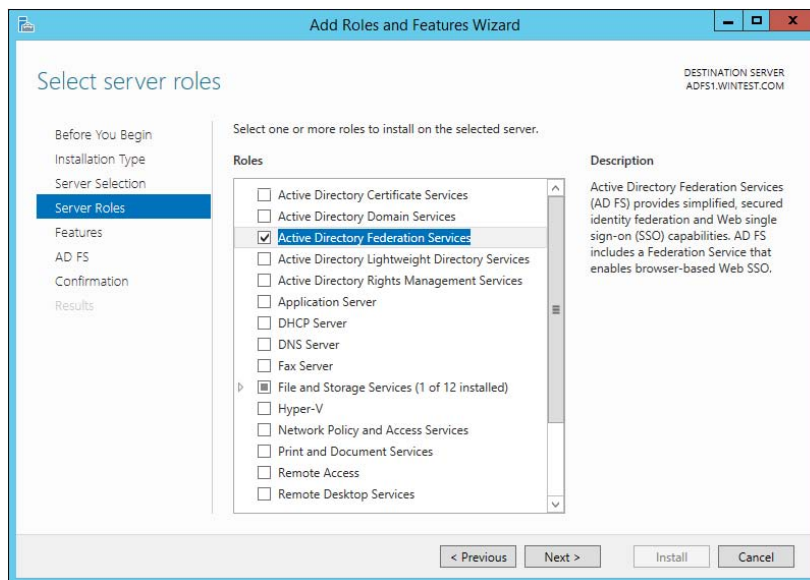 Add Roles and Features Wizard
Select server roles
DESTINATION SERVER
ADFS1.WINTEST.COM
Before You Begin
Installation Type
Server Selection
Server Roles
Features
AD FS
Confirmation
Results
Select one or more roles to install on the selected server.
Roles
Active Directory Certificate Services
Active Directory Domain Services
Active Directory Federation Services
Active Directory Lightweight Directory Services
Active Directory Rights Management Services
Application Server
DHCP Server
DNS Server
Fax Server
File and Storage Services (1 of 12 installed)
Hyper-V
Network Policy and Access Services
Print and Document Services
Remote Access
Remote Desktop Services
Description
Active Directory Federation Services
(AD FS) provides simplified, secured
identity federation and Web single
sign-on (SSO) capabilities. AD FS
includes a Federation Service that
enables browser-based Web SSO.
< Previous
Next >
Install
Cancel